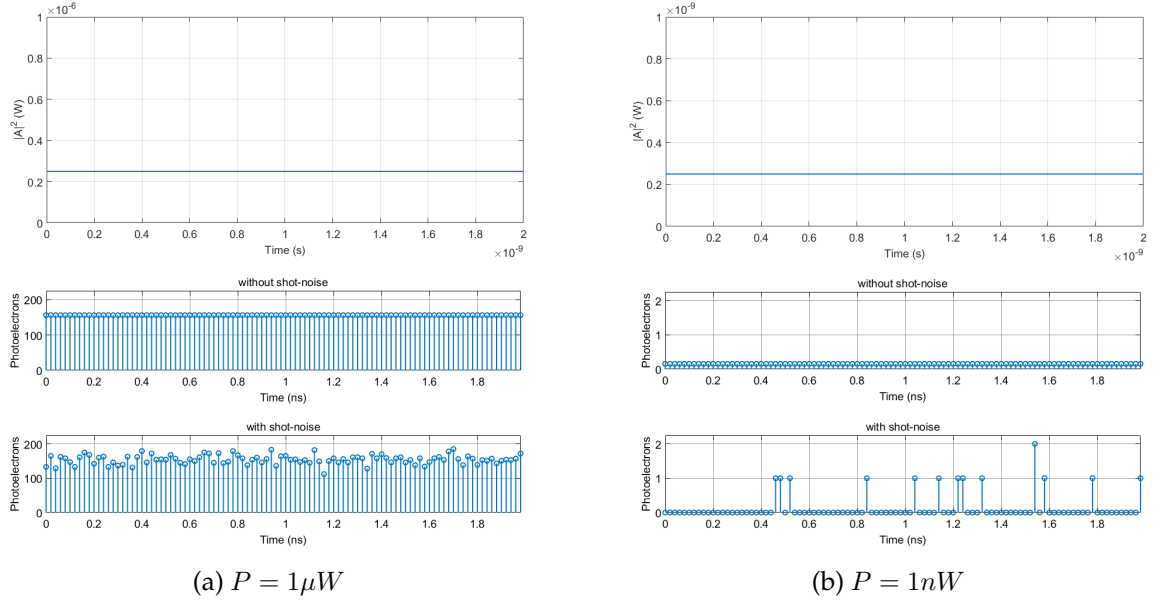 ×10⁻⁶
1
0.8
0.6
0.4
0.2
0
|A|² (W)
0 0.2 0.4 0.6 0.8 1 1.2 1.4 1.6 1.8 2
Time (s)
×10⁻⁹
without shot-noise
200
100
0
Photoelectrons
0 0.2 0.4 0.6 0.8 1 1.2 1.4 1.6 1.8
Time (ns)
with shot-noise
200
100
0
Photoelectrons
0 0.2 0.4 0.6 0.8 1 1.2 1.4 1.6 1.8
Time (ns)
(a) P = 1μW
×10⁻⁹
1
0.8
0.6
0.4
0.2
0
|A|² (W)
0 0.2 0.4 0.6 0.8 1 1.2 1.4 1.6 1.8 2
Time (s)
×10⁻⁹
without shot-noise
2
1
0
Photoelectrons
0 0.2 0.4 0.6 0.8 1 1.2 1.4 1.6 1.8
Time (ns)
with shot-noise
2
1
0
Photoelectrons
0 0.2 0.4 0.6 0.8 1 1.2 1.4 1.6 1.8
Time (ns)
(b) P = 1nW